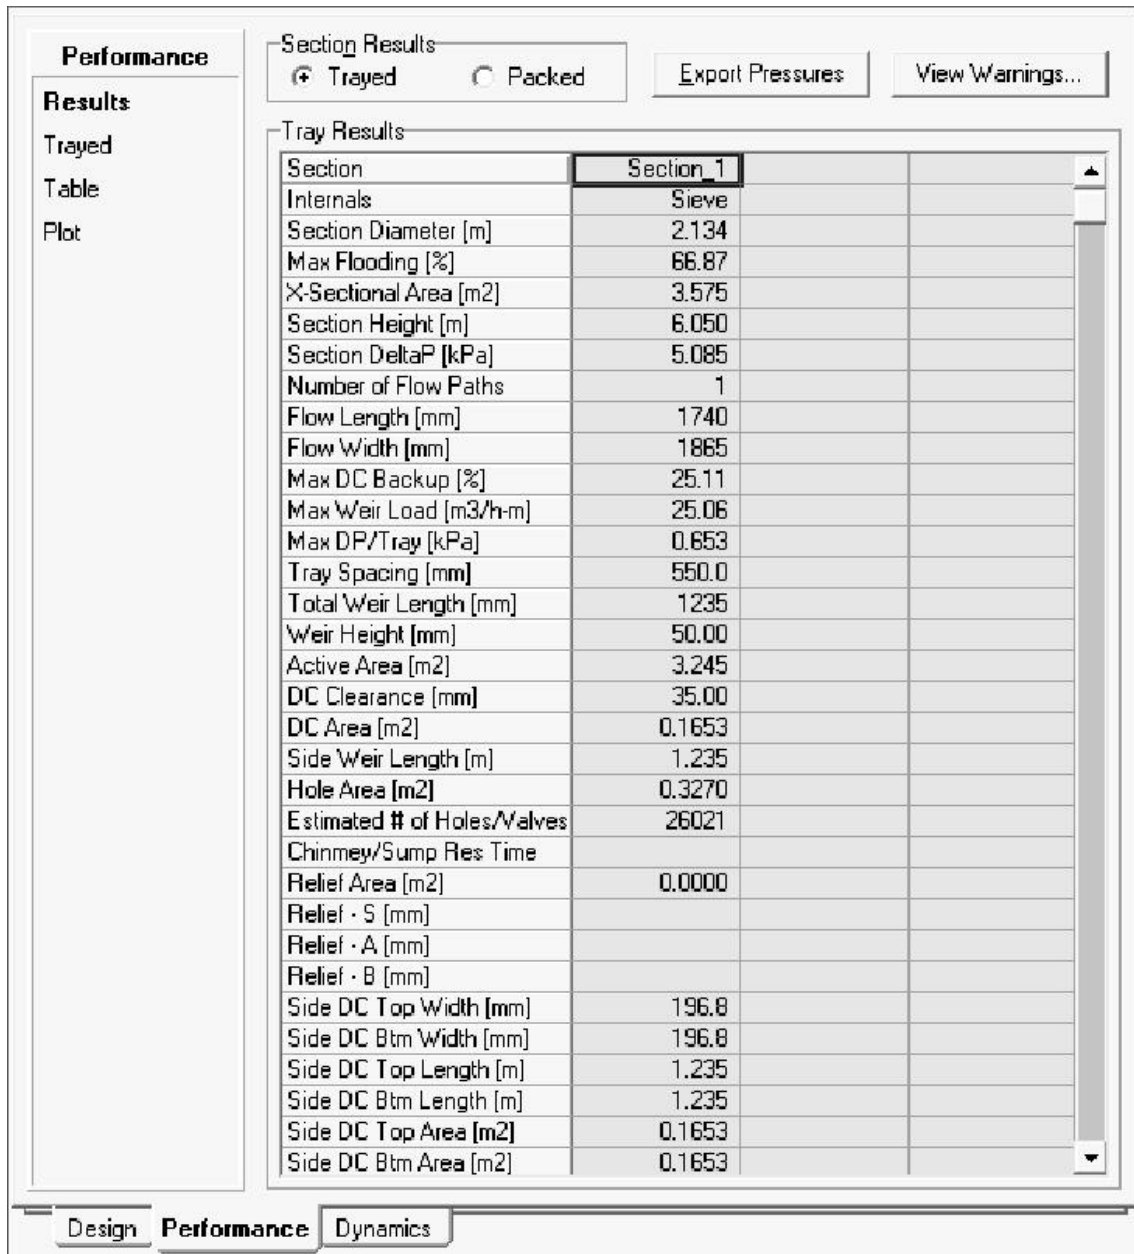 Performance
Results
Trayed
Table
Plot
Section Results
Trayed Packed
Export Pressures
View Warnings...
Tray Results
Section Section_1
Internals Sieve
Section Diameter [m] 2.134
Max Flooding [%] 66.87
X-Sectional Area [m2] 3.575
Section Height [m] 6.050
Section DeltaP [kPa] 5.085
Number of Flow Paths 1
Flow Length [mm] 1740
Flow Width [mm] 1865
Max DC Backup [%] 25.11
Max Weir Load [m3/h-m] 25.06
Max DP/Tray [kPa] 0.653
Tray Spacing [mm] 550.0
Total Weir Length [mm] 1235
Weir Height [mm] 50.00
Active Area [m2] 3.245
DC Clearance [mm] 35.00
DC Area [m2] 0.1653
Side Weir Length [m] 1.235
Hole Area [m2] 0.3270
Estimated # of Holes/Valves 26021
Chinmey/Sump Res Time
Relief Area [m2] 0.0000
Relief - S [mm]
Relief - A [mm]
Relief - B [mm]
Side DC Top Width [mm] 196.8
Side DC Btm Width [mm] 196.8
Side DC Top Length [m] 1.235
Side DC Btm Length [m] 1.235
Side DC Top Area [m2] 0.1653
Side DC Btm Area [m2] 0.1653
Design Performance Dynamics